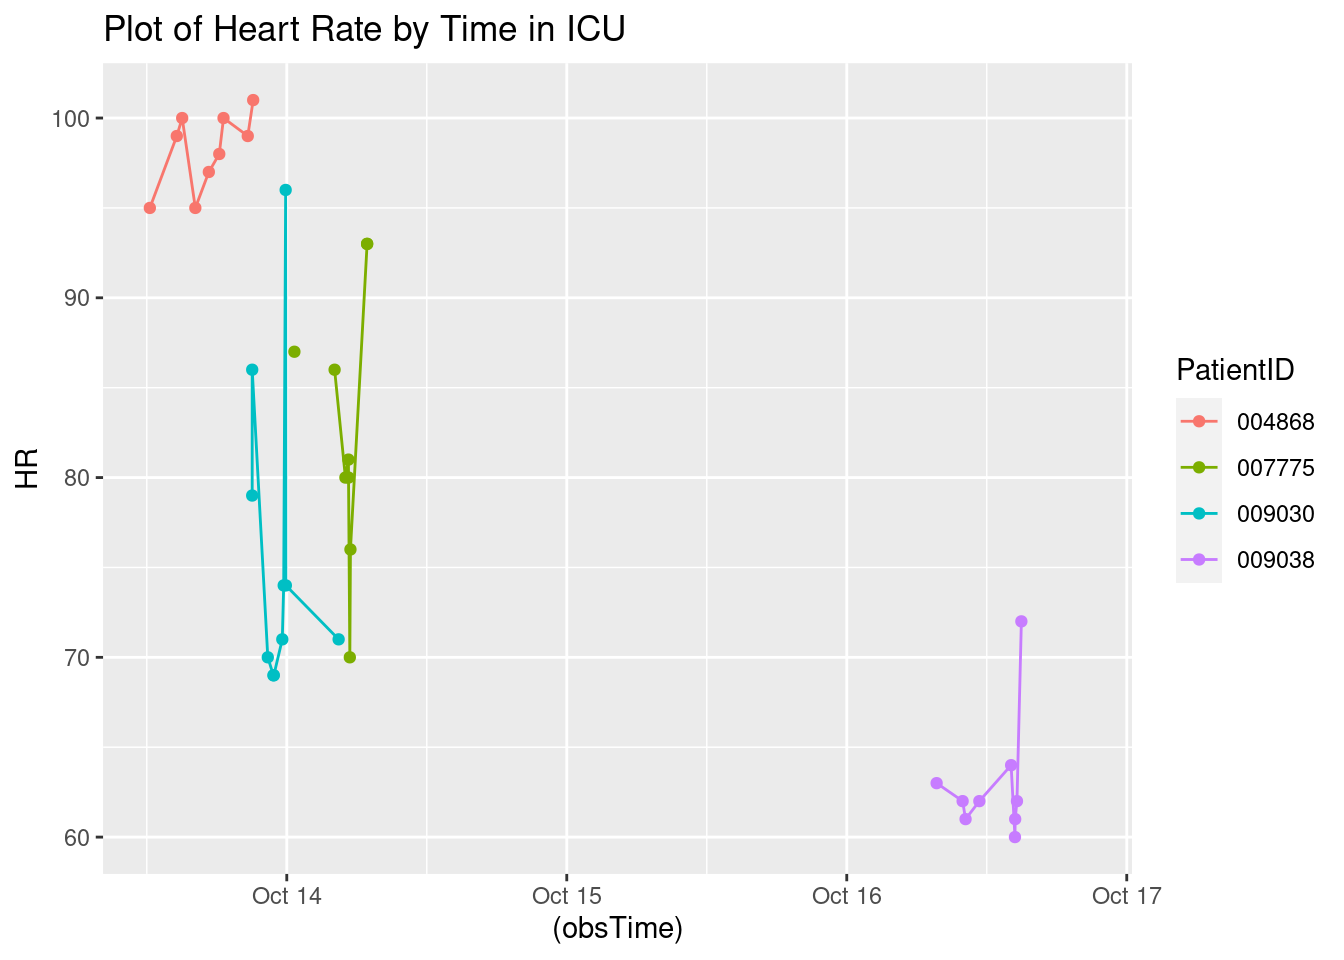 Plot of Heart Rate by Time in ICU
HR
100
90
80
70
60
Oct 14
Oct 15
Oct 16
Oct 17
(obsTime)
PatientID
004868
007775
009030
009038